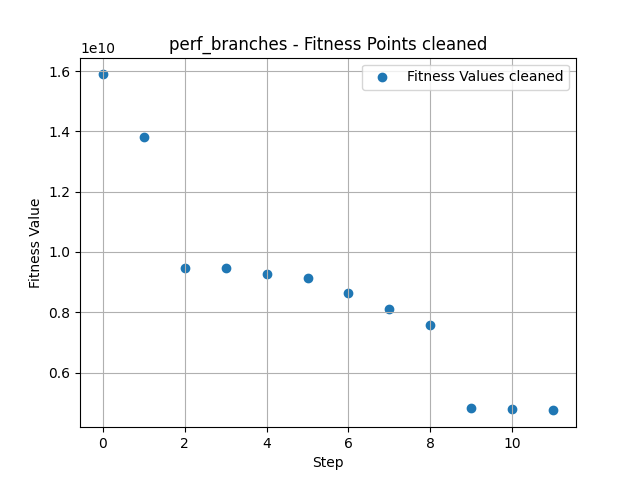 perf_branches - Fitness Points cleaned
1e10
Fitness Values cleaned
1.6
1.4
1.2
1.0
0.8
0.6
Fitness Value
0 2 4 6 8 10
Step